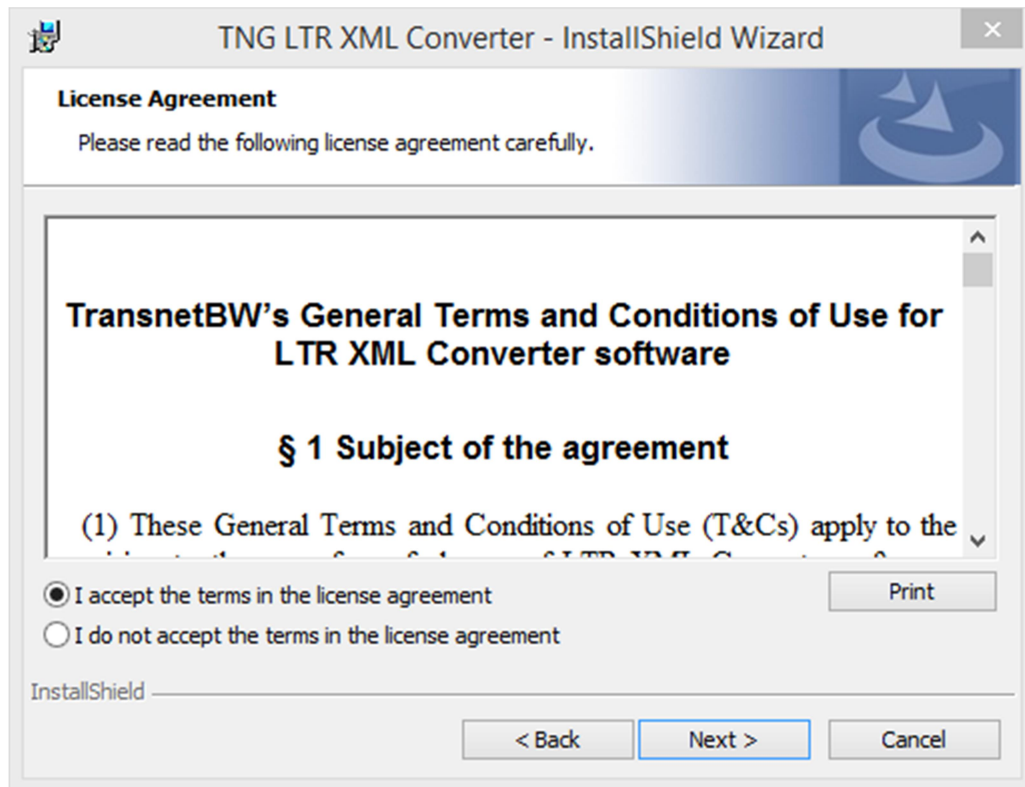 TNG LTR XML Converter - InstallShield Wizard
License Agreement
Please read the following license agreement carefully.
TransnetBW’s General Terms and Conditions of Use for
LTR XML Converter software
§ 1 Subject of the agreement
(1) These General Terms and Conditions of Use (T&Cs) apply to the
I accept the terms in the license agreement
Print
I do not accept the terms in the license agreement
InstallShield
< Back
Next >
Cancel